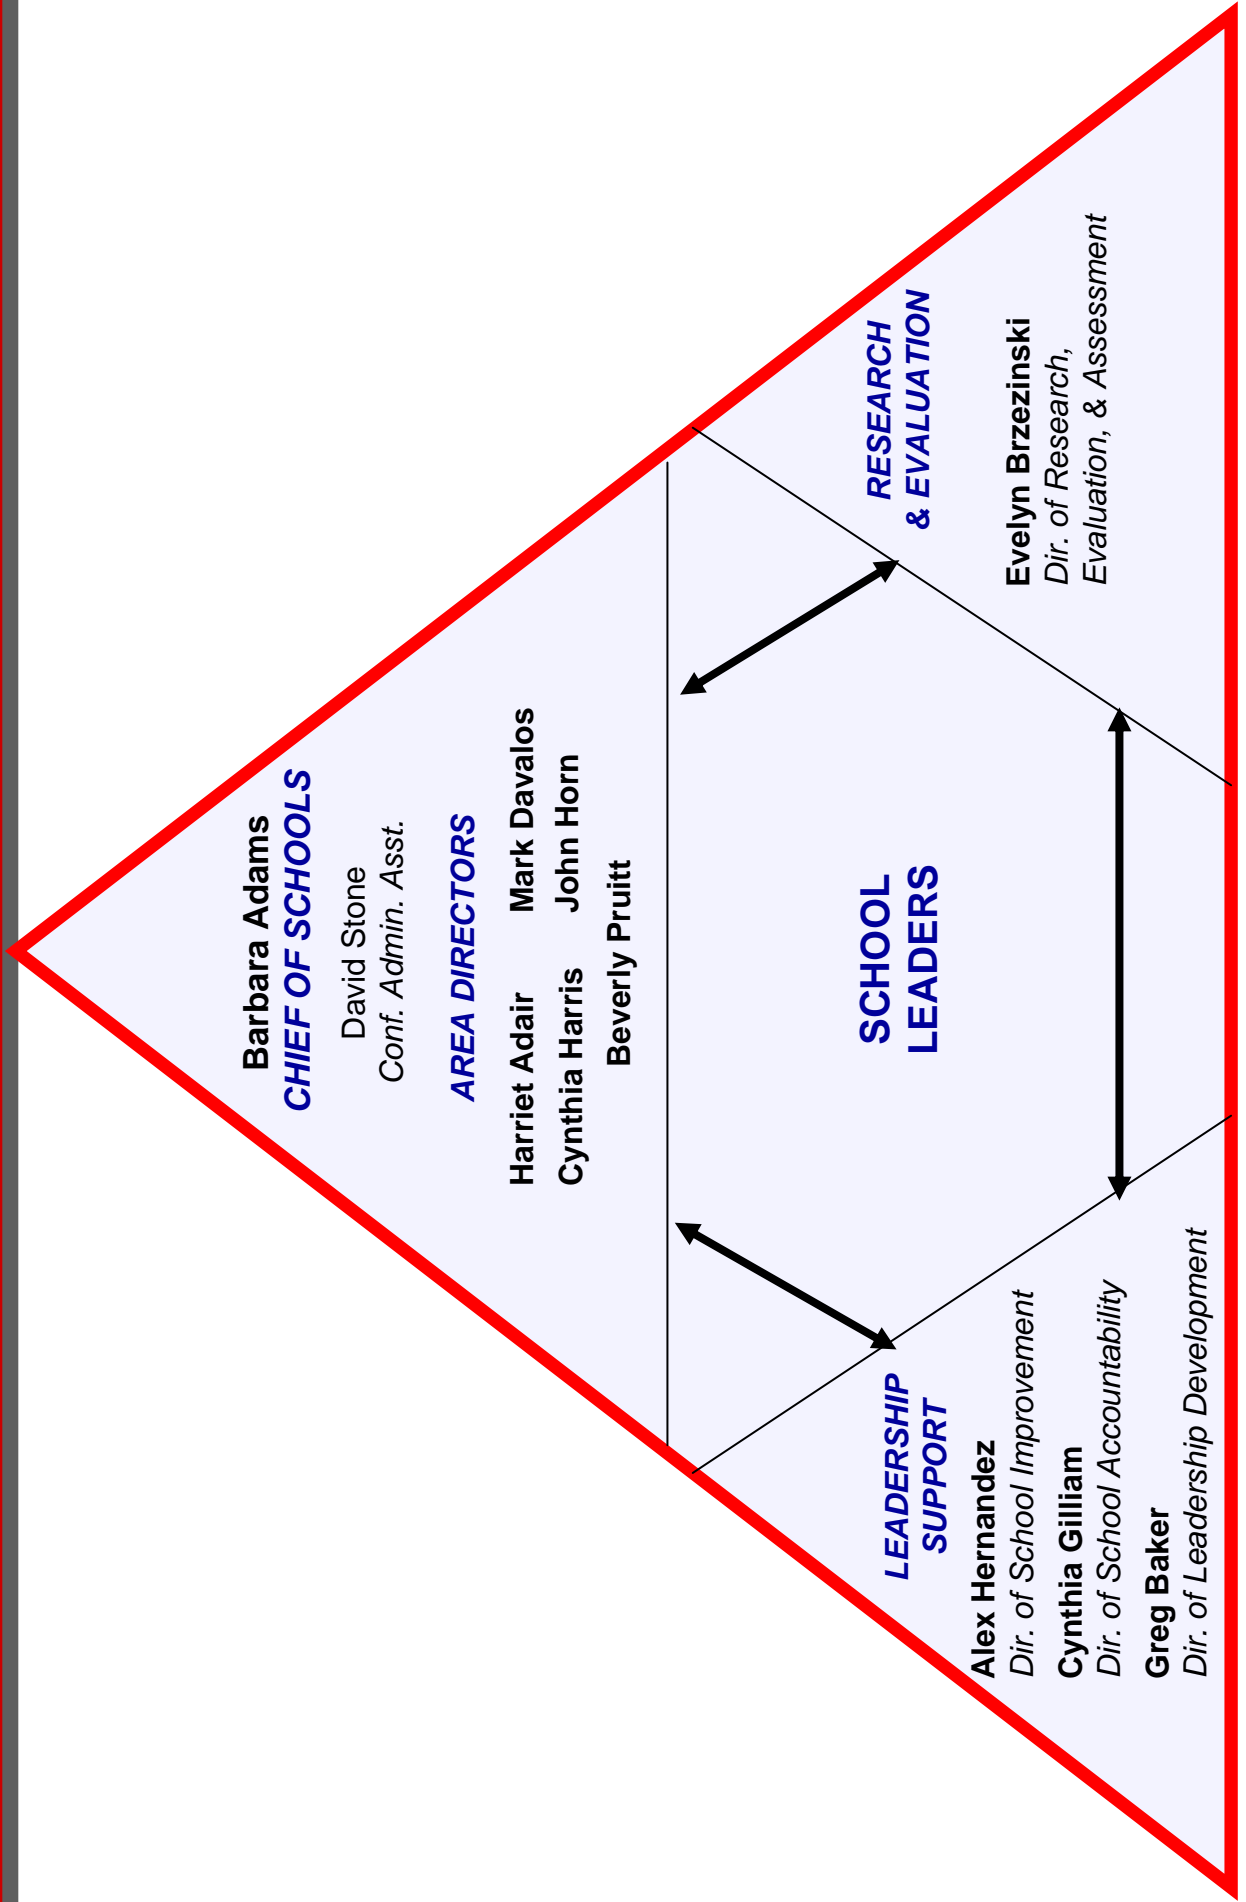 Barbara Adams
CHIEF OF SCHOOLS
David Stone
Conf. Admin. Asst.
AREA DIRECTORS
Harriet Adair Mark Davalos
Cynthia Harris John Horn
Beverly Pruitt
SCHOOL
LEADERS
LEADERSHIP
SUPPORT
Alex Hernandez
Dir. of School Improvement
Cynthia Gilliam
Dir. of School Accountability
Greg Baker
Dir. of Leadership Development
RESEARCH
& EVALUATION
Evelyn Brzezinski
Dir. of Research,
Evaluation, & Assessment